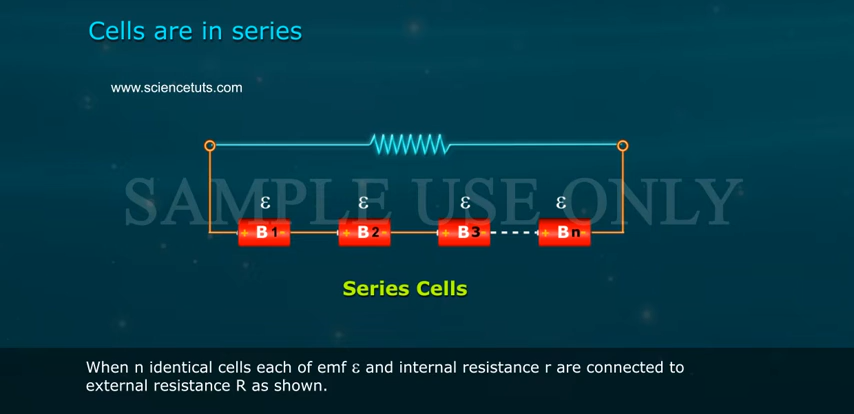 Cells are in series
www.sciencetuts.com
SAMPLE USE ONLY
ε ε ε ε
+ B1 - + B2 - + B3 - + Bn -
Series Cells
When n identical cells each of emf ε and internal resistance r are connected to
external resistance R as shown.